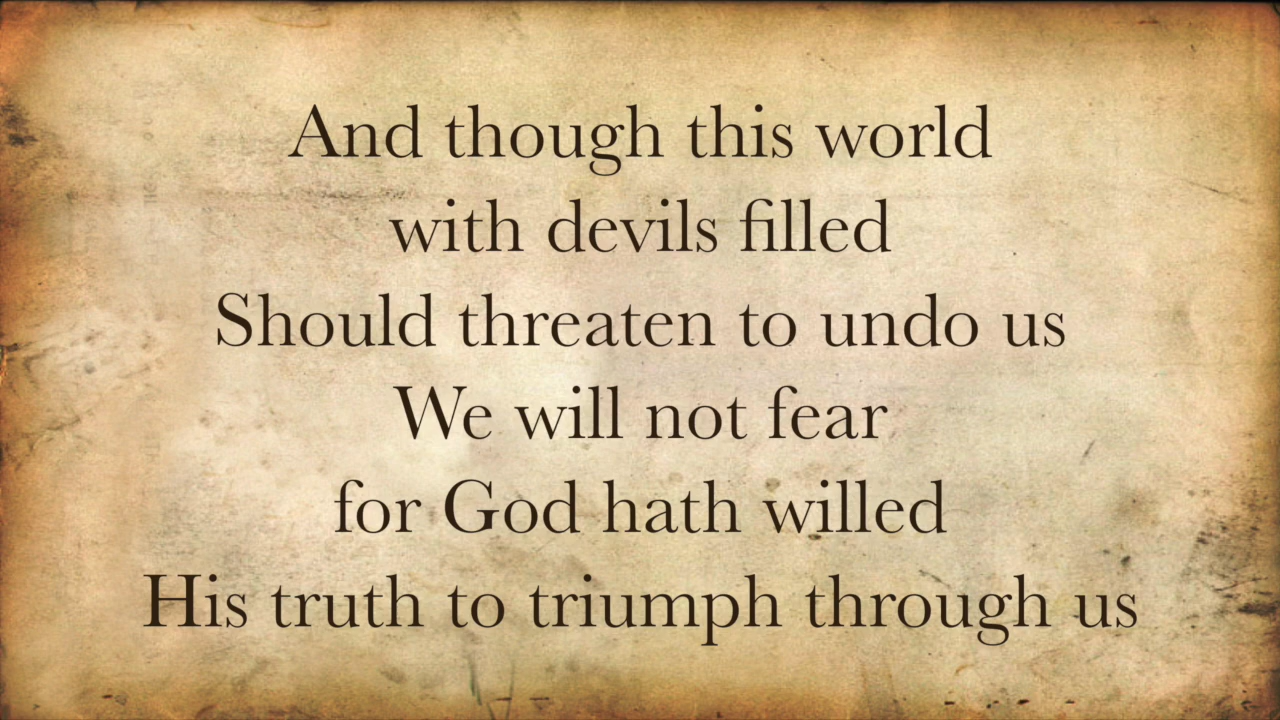 And though this world
with devils filled
Should threaten to undo us
We will not fear
for God hath willed
His truth to triumph through us